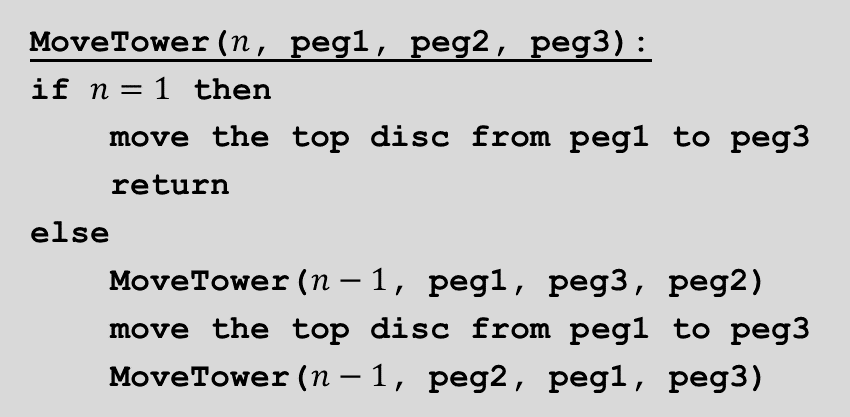 MoveTower(n, peg1, peg2, peg3):
if n = 1 then
move the top disc from peg1 to peg3
return
else
MoveTower(n − 1, peg1, peg3, peg2)
move the top disc from peg1 to peg3
MoveTower(n − 1, peg2, peg1, peg3)